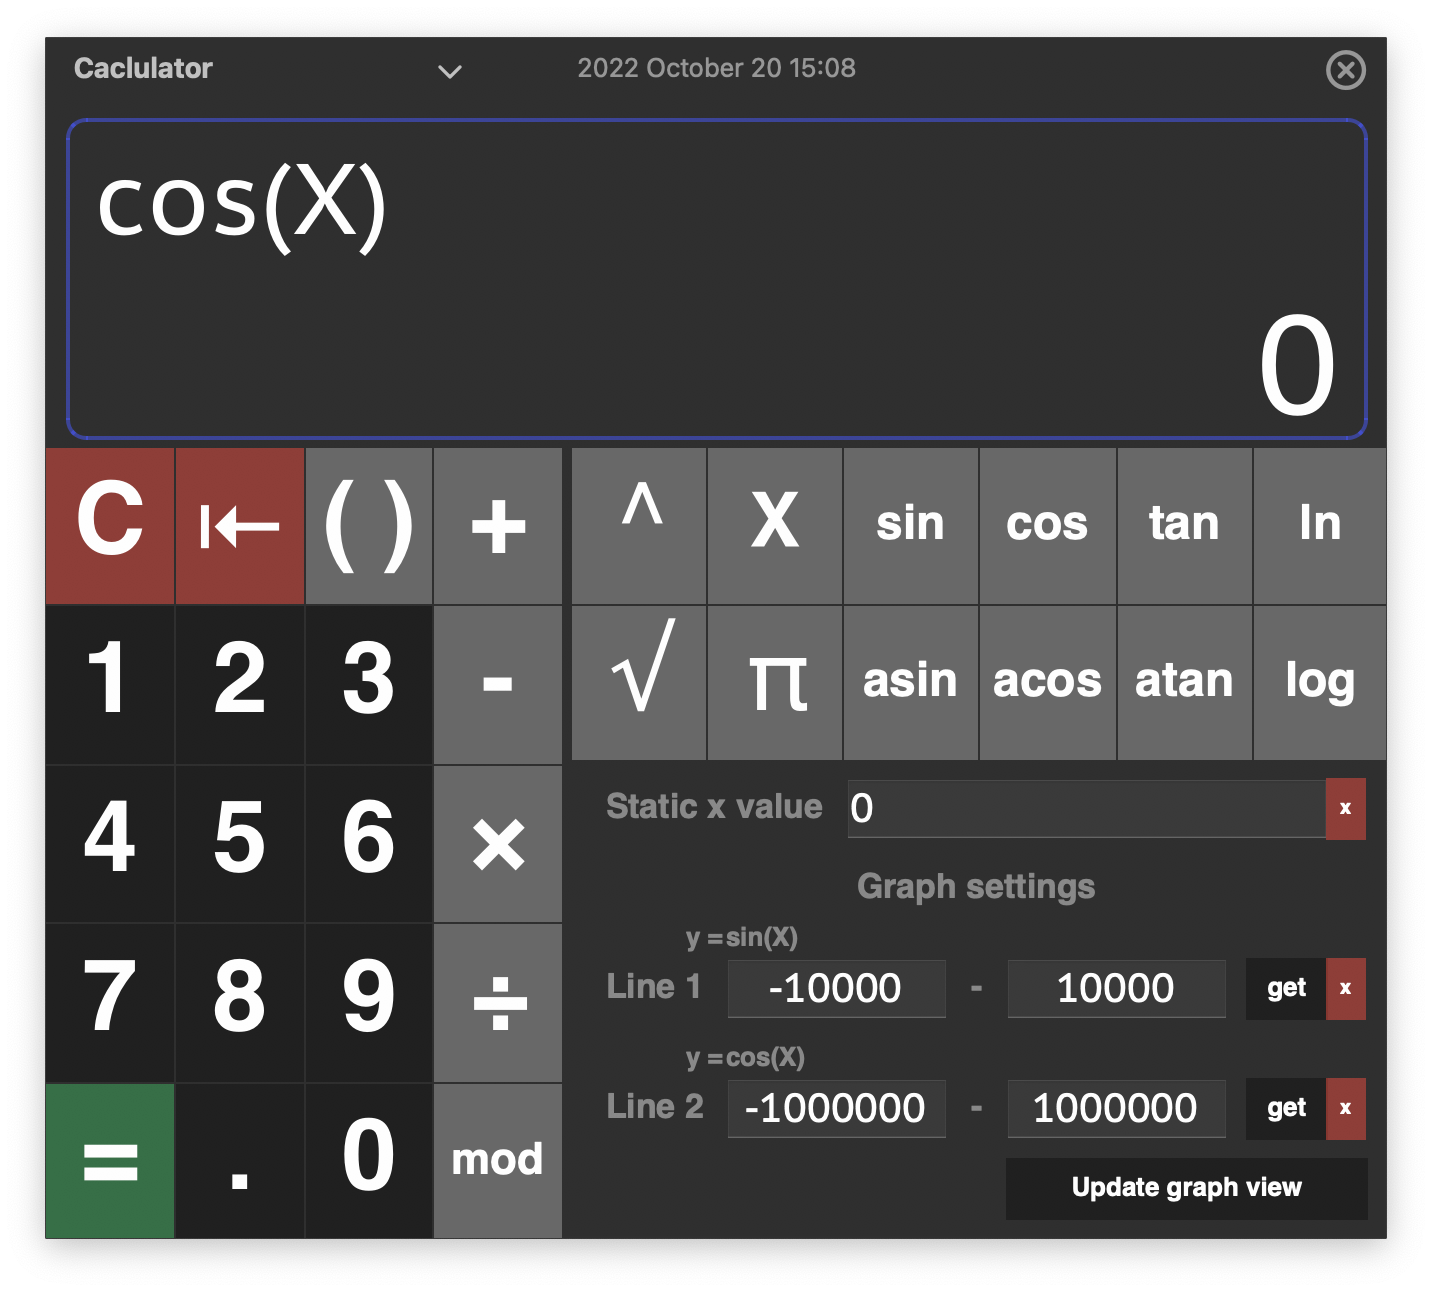 Caclulator 2022 October 20 15:08
cos(X)
0
C ⇤ ( ) + ^ X sin cos tan ln
1 2 3 - √ π asin acos atan log
4 5 6 × Static x value 0 x
Graph settings
y =sin(X)
7 8 9 ÷ Line 1 -10000 - 10000 get x
y =cos(X)
Line 2 -1000000 - 1000000 get x
= . 0 mod Update graph view